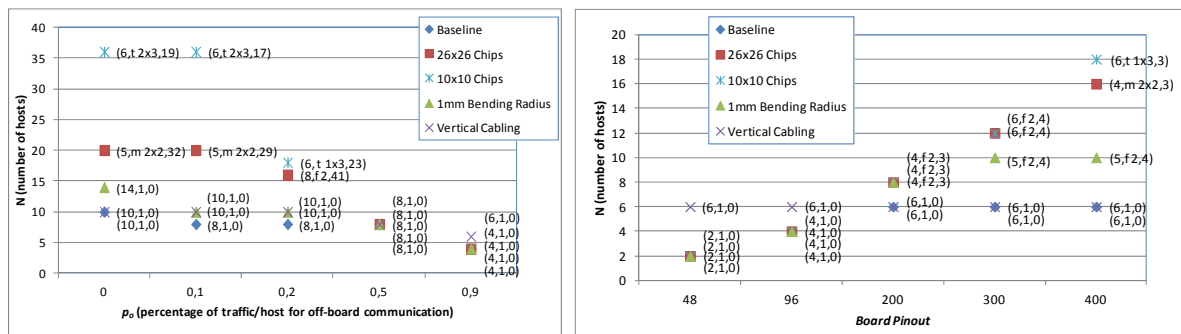 40
35
30
25
20
15
10
5
0
N (number of hosts)
Baseline
26x26 Chips
10x10 Chips
1mm Bending Radius
Vertical Cabling
(6,t 2x3,19)
(6,t 2x3,17)
(5,m 2x2,32)
(5,m 2x2,29)
(6,t 1x3,23)
(8,f 2,41)
(14,1,0)
(10,1,0)
(10,1,0)
(10,1,0)
(10,1,0)
(8,1,0)
(10,1,0)
(10,1,0)
(8,1,0)
(8,1,0)
(8,1,0)
(8,1,0)
(8,1,0)
(8,1,0)
(6,1,0)
(4,1,0)
(4,1,0)
(4,1,0)
(4,1,0)
0
0,1
0,2
0,5
0,9
po (percentage of traffic/host for off-board communication)
20
18
16
14
12
10
8
6
4
2
0
N (number of hosts)
Baseline
26x26 Chips
10x10 Chips
1mm Bending Radius
Vertical Cabling
(6,t 1x3,3)
(4,m 2x2,3)
(6,f 2,4)
(6,f 2,4)
(5,f 2,4)
(5,f 2,4)
(4,f 2,3)
(4,f 2,3)
(4,f 2,3)
(6,1,0)
(6,1,0)
(6,1,0)
(6,1,0)
(6,1,0)
(6,1,0)
(6,1,0)
(2,1,0)
(2,1,0)
(2,1,0)
(2,1,0)
(6,1,0)
(4,1,0)
(4,1,0)
(4,1,0)
(4,1,0)
48
96
200
300
400
Board Pinout